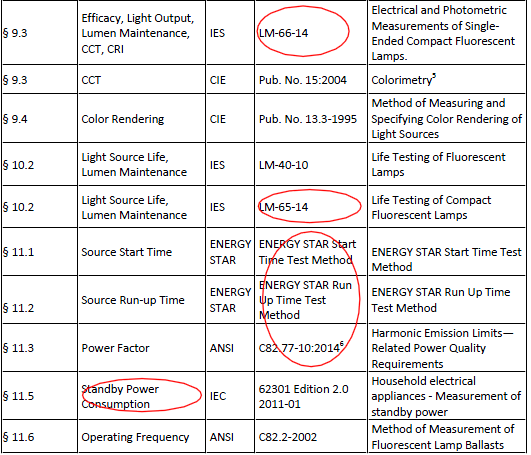 § 9.3 Efficacy, Light Output, Lumen Maintenance, CCT, CRI IES LM-66-14 Electrical and Photometric Measurements of Single-Ended Compact Fluorescent Lamps.
§ 9.3 CCT CIE Pub. No. 15:2004 Colorimetry⁵
§ 9.4 Color Rendering CIE Pub. No. 13.3-1995 Method of Measuring and Specifying Color Rendering of Light Sources
§ 10.2 Light Source Life, Lumen Maintenance IES LM-40-10 Life Testing of Fluorescent Lamps
§ 10.2 Light Source Life, Lumen Maintenance IES LM-65-14 Life Testing of Compact Fluorescent Lamps
§ 11.1 Source Start Time ENERGY STAR ENERGY STAR Start Time Test Method ENERGY STAR Start Time Test Method
§ 11.2 Source Run-up Time ENERGY STAR ENERGY STAR Run Up Time Test Method ENERGY STAR Run Up Time Test Method
§ 11.3 Power Factor ANSI C82.77-10:2014⁶ Harmonic Emission Limits—Related Power Quality Requirements
§ 11.5 Standby Power Consumption IEC 62301 Edition 2.0 2011-01 Household electrical appliances - Measurement of standby power
§ 11.6 Operating Frequency ANSI C82.2-2002 Method of Measurement of Fluorescent Lamp Ballasts